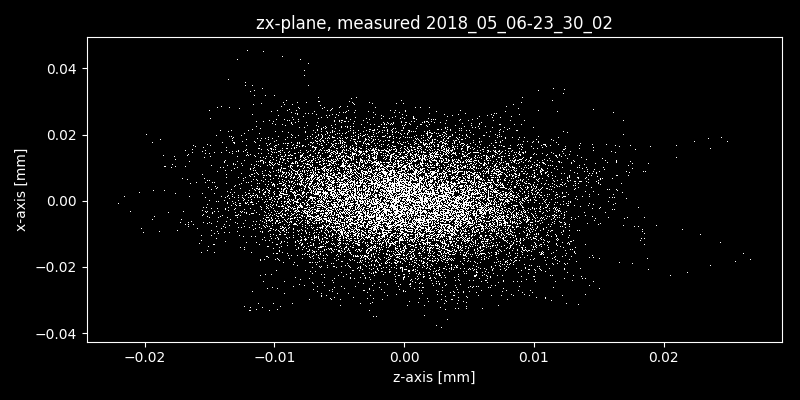 zx-plane, measured 2018_05_06-23_30_02
0.04
0.02
0.00
−0.02
−0.04
x-axis [mm]
−0.02 −0.01 0.00 0.01 0.02
z-axis [mm]